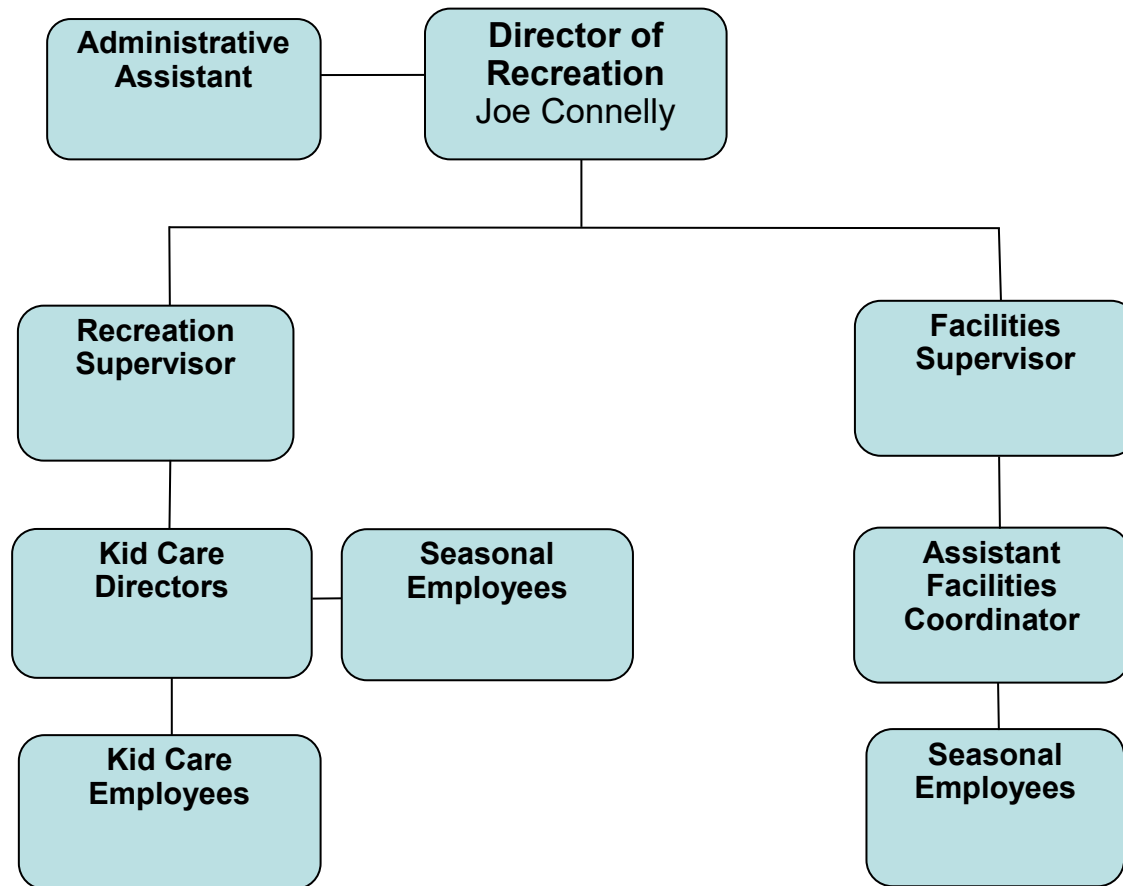 Administrative
Assistant
Director of
Recreation
Joe Connelly
Recreation
Supervisor
Facilities
Supervisor
Kid Care
Directors
Seasonal
Employees
Assistant
Facilities
Coordinator
Kid Care
Employees
Seasonal
Employees